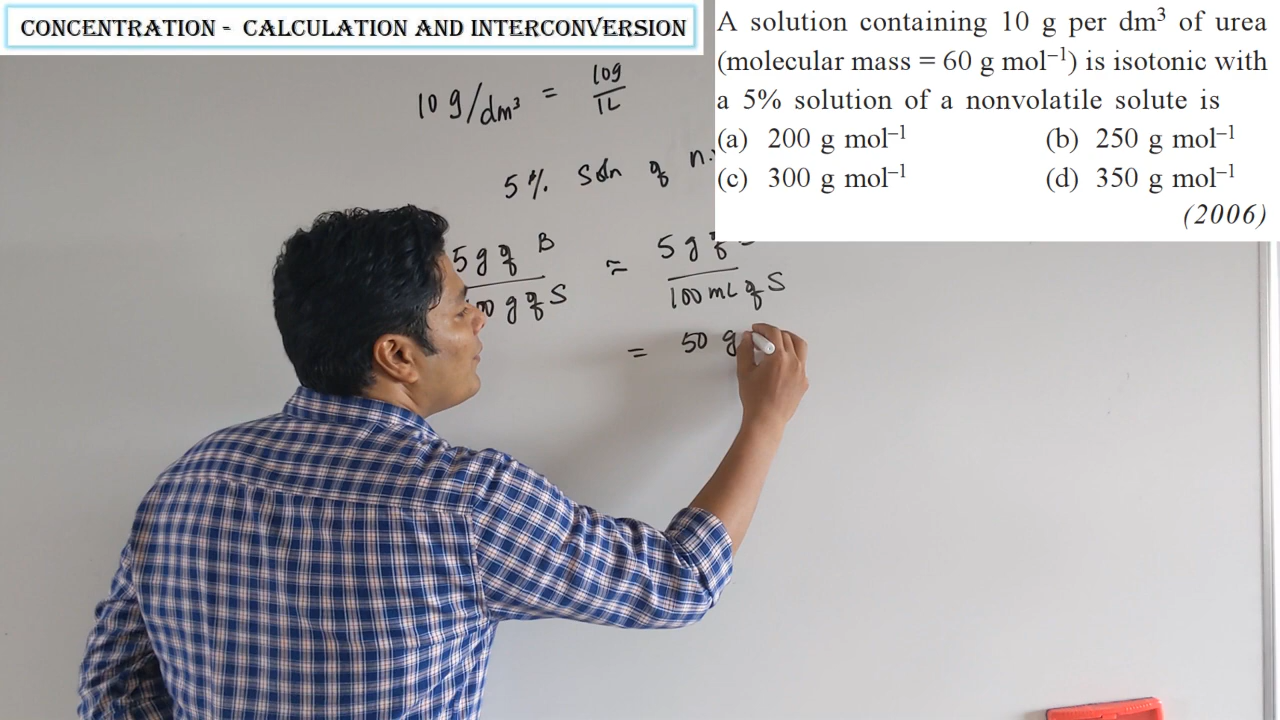 CONCENTRATION - CALCULATION AND INTERCONVERSION
A solution containing 10 g per dm³ of urea
(molecular mass = 60 g mol⁻¹) is isotonic with
a 5% solution of a nonvolatile solute is
(a) 200 g mol⁻¹ (b) 250 g mol⁻¹
(c) 300 g mol⁻¹ (d) 350 g mol⁻¹
(2006)
10 g/dm³ = 10g/1L
5% Soln of n.
5 g of B ≈ 5 g of
g of S 100 mL of S
= 50 g